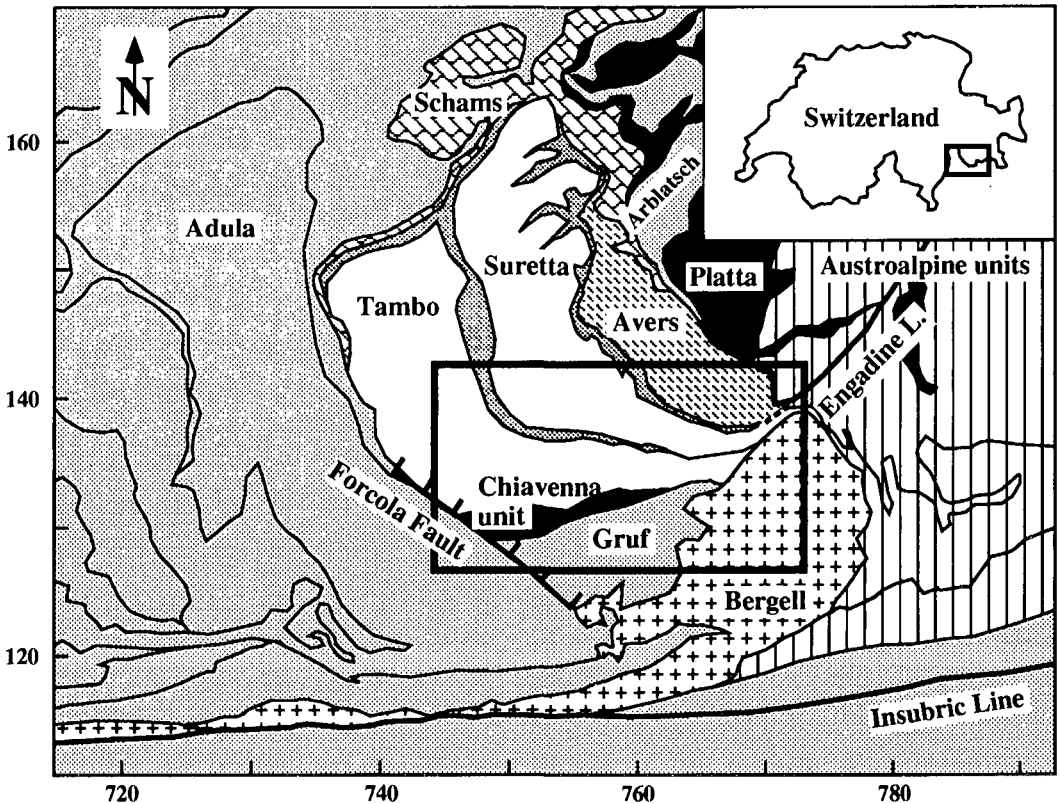 N
Schams
Switzerland
160
Arblatsch
Adula
Suretta
Platta
Austroalpine units
Tambo
Avers
Engadine L.
140
Forcola Fault
Chiavenna
unit
Gruf
Bergell
120
Insubric Line
720
740
760
780